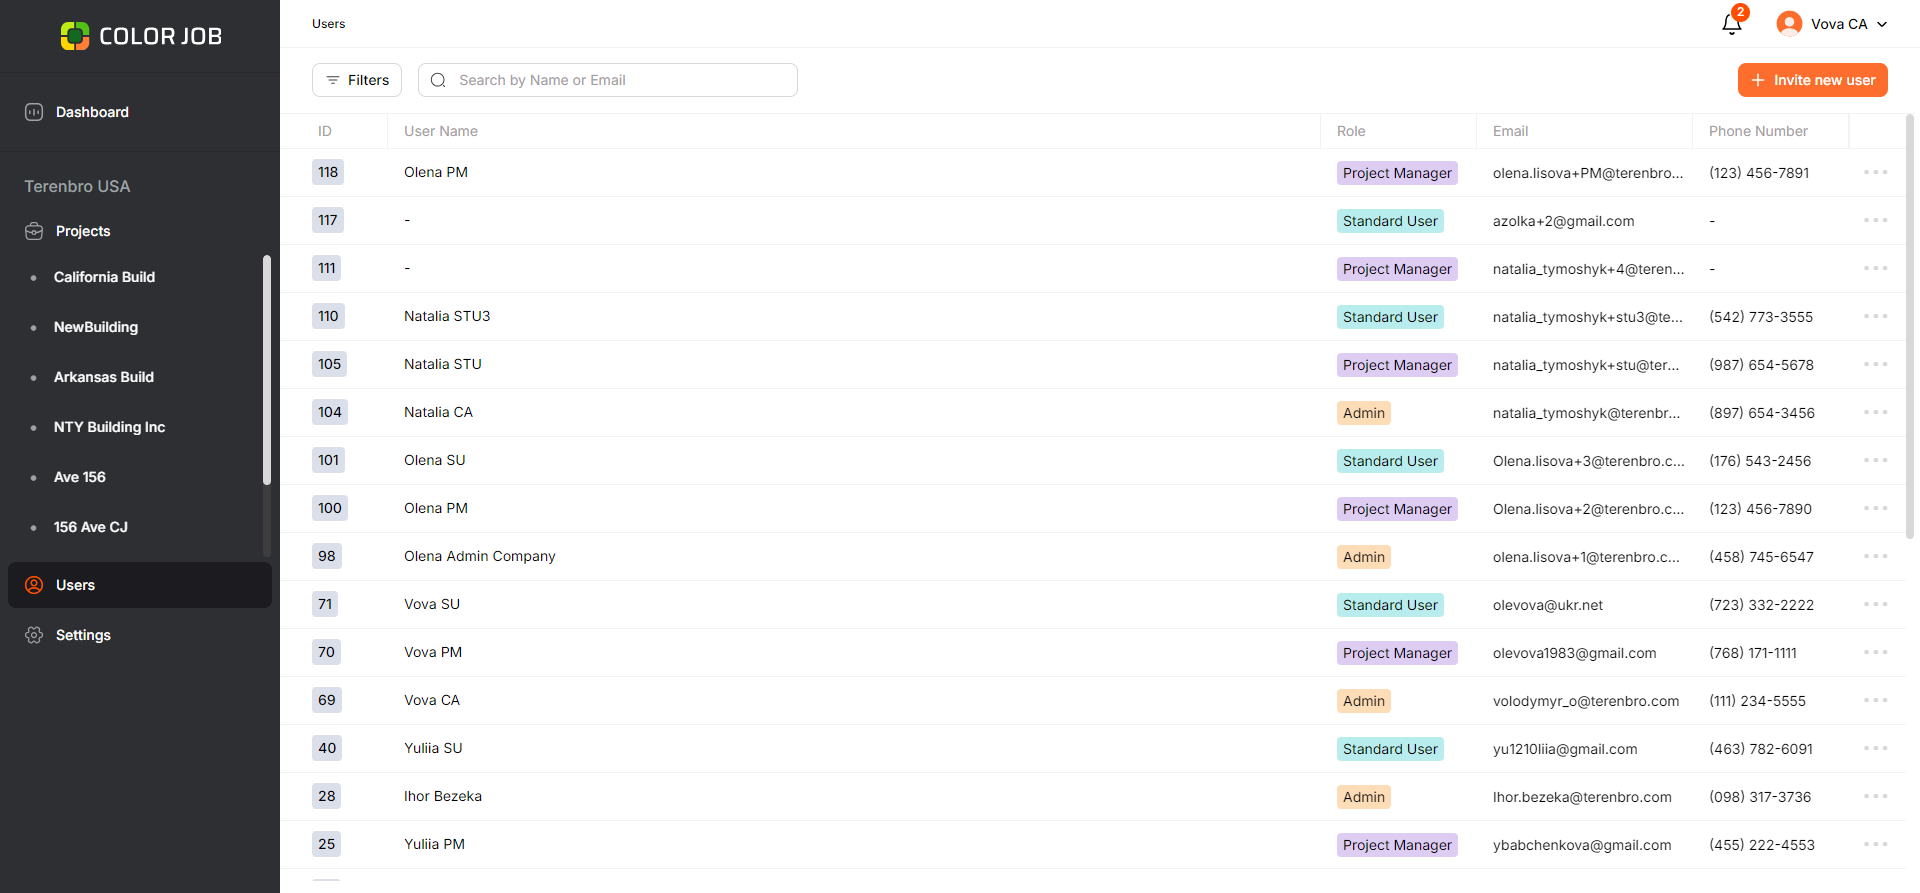 COLOR JOB
Users
2
Vova CA
Dashboard
Terenbro USA
Projects
California Build
NewBuilding
Arkansas Build
NTY Building Inc
Ave 156
156 Ave CJ
Users
Settings
Filters
Search by Name or Email
Invite new user
ID User Name Role Email Phone Number
118 Olena PM Project Manager olena.lisova+PM@terenbro... (123) 456-7891
117 - Standard User azolka+2@gmail.com -
111 - Project Manager natalia_tymoshyk+4@teren... -
110 Natalia STU3 Standard User natalia_tymoshyk+stu3@te... (542) 773-3555
105 Natalia STU Project Manager natalia_tymoshyk+stu@ter... (987) 654-5678
104 Natalia CA Admin natalia_tymoshyk@terenbr... (897) 654-3456
101 Olena SU Standard User Olena.lisova+3@terenbro.c... (176) 543-2456
100 Olena PM Project Manager Olena.lisova+2@terenbro.c... (123) 456-7890
98 Olena Admin Company Admin olena.lisova+1@terenbro.c... (458) 745-6547
71 Vova SU Standard User olevova@ukr.net (723) 332-2222
70 Vova PM Project Manager olevova1983@gmail.com (768) 171-1111
69 Vova CA Admin volodymyr_o@terenbro.com (111) 234-5555
40 Yuliia SU Standard User yu1210liia@gmail.com (463) 782-6091
28 Ihor Bezeka Admin Ihor.bezeka@terenbro.com (098) 317-3736
25 Yuliia PM Project Manager ybabchenkova@gmail.com (455) 222-4553